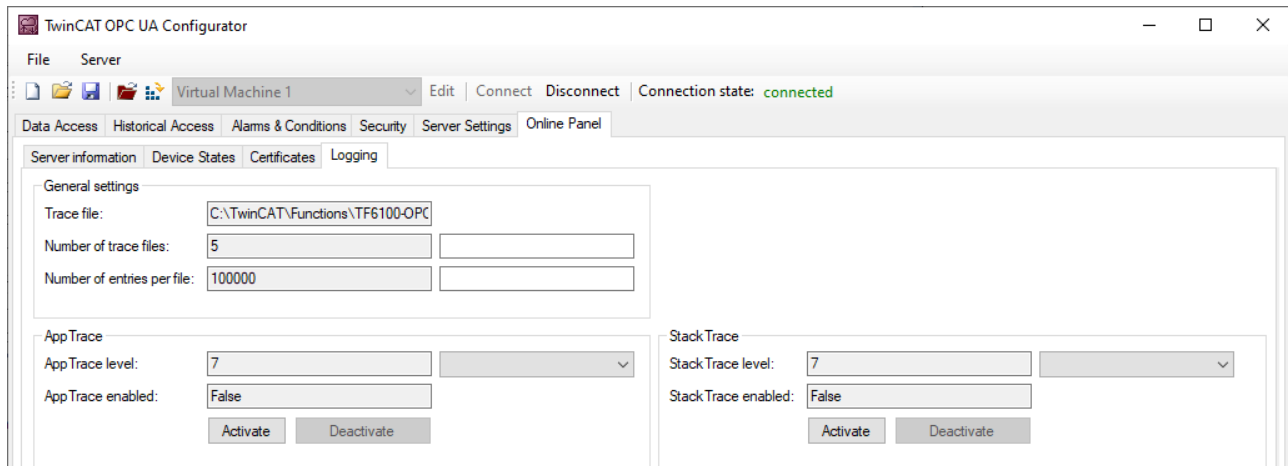 TwinCAT OPC UA Configurator
File Server
Virtual Machine 1 Edit Connect Disconnect Connection state: connected
Data Access Historical Access Alarms & Conditions Security Server Settings Online Panel
Server information Device States Certificates Logging
General settings
Trace file: C:\TwinCAT\Functions\TF6100-OPC
Number of trace files: 5
Number of entries per file: 100000
AppTrace
AppTrace level: 7
AppTrace enabled: False
Activate Deactivate
StackTrace
StackTrace level: 7
StackTrace enabled: False
Activate Deactivate